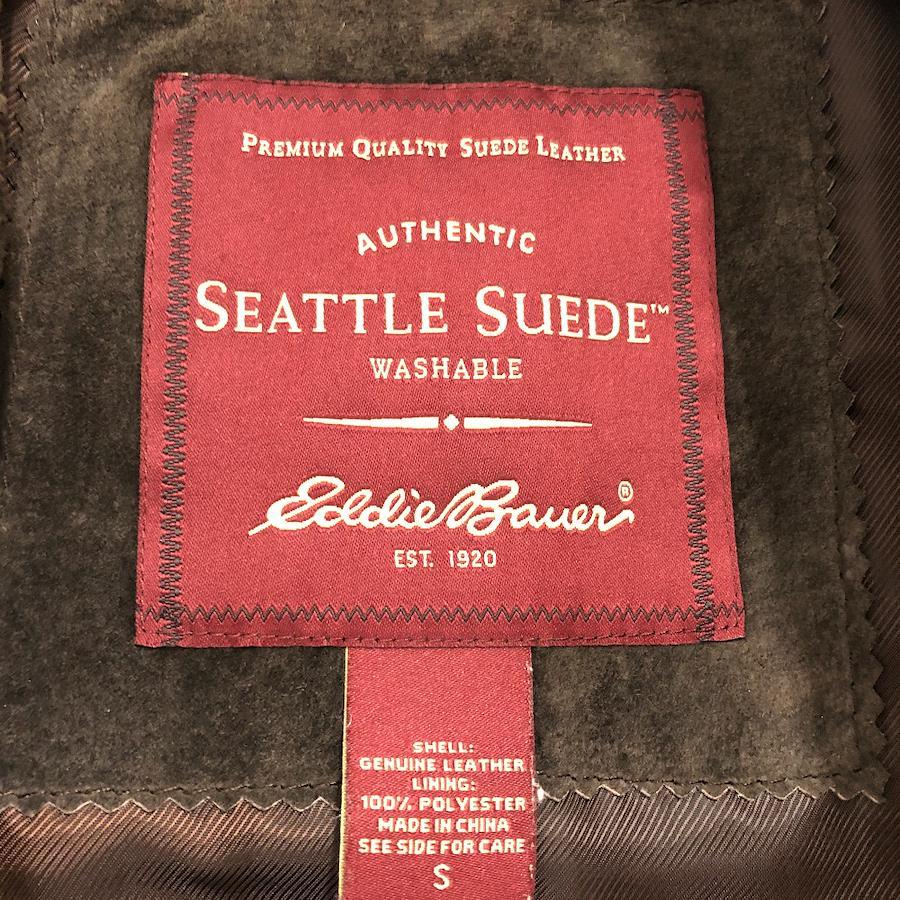 PREMIUM QUALITY SUEDE LEATHER
AUTHENTIC
SEATTLE SUEDE™
WASHABLE
Eddie Bauer®
EST. 1920
SHELL:
GENUINE LEATHER
LINING:
100% POLYESTER
MADE IN CHINA
SEE SIDE FOR CARE
S